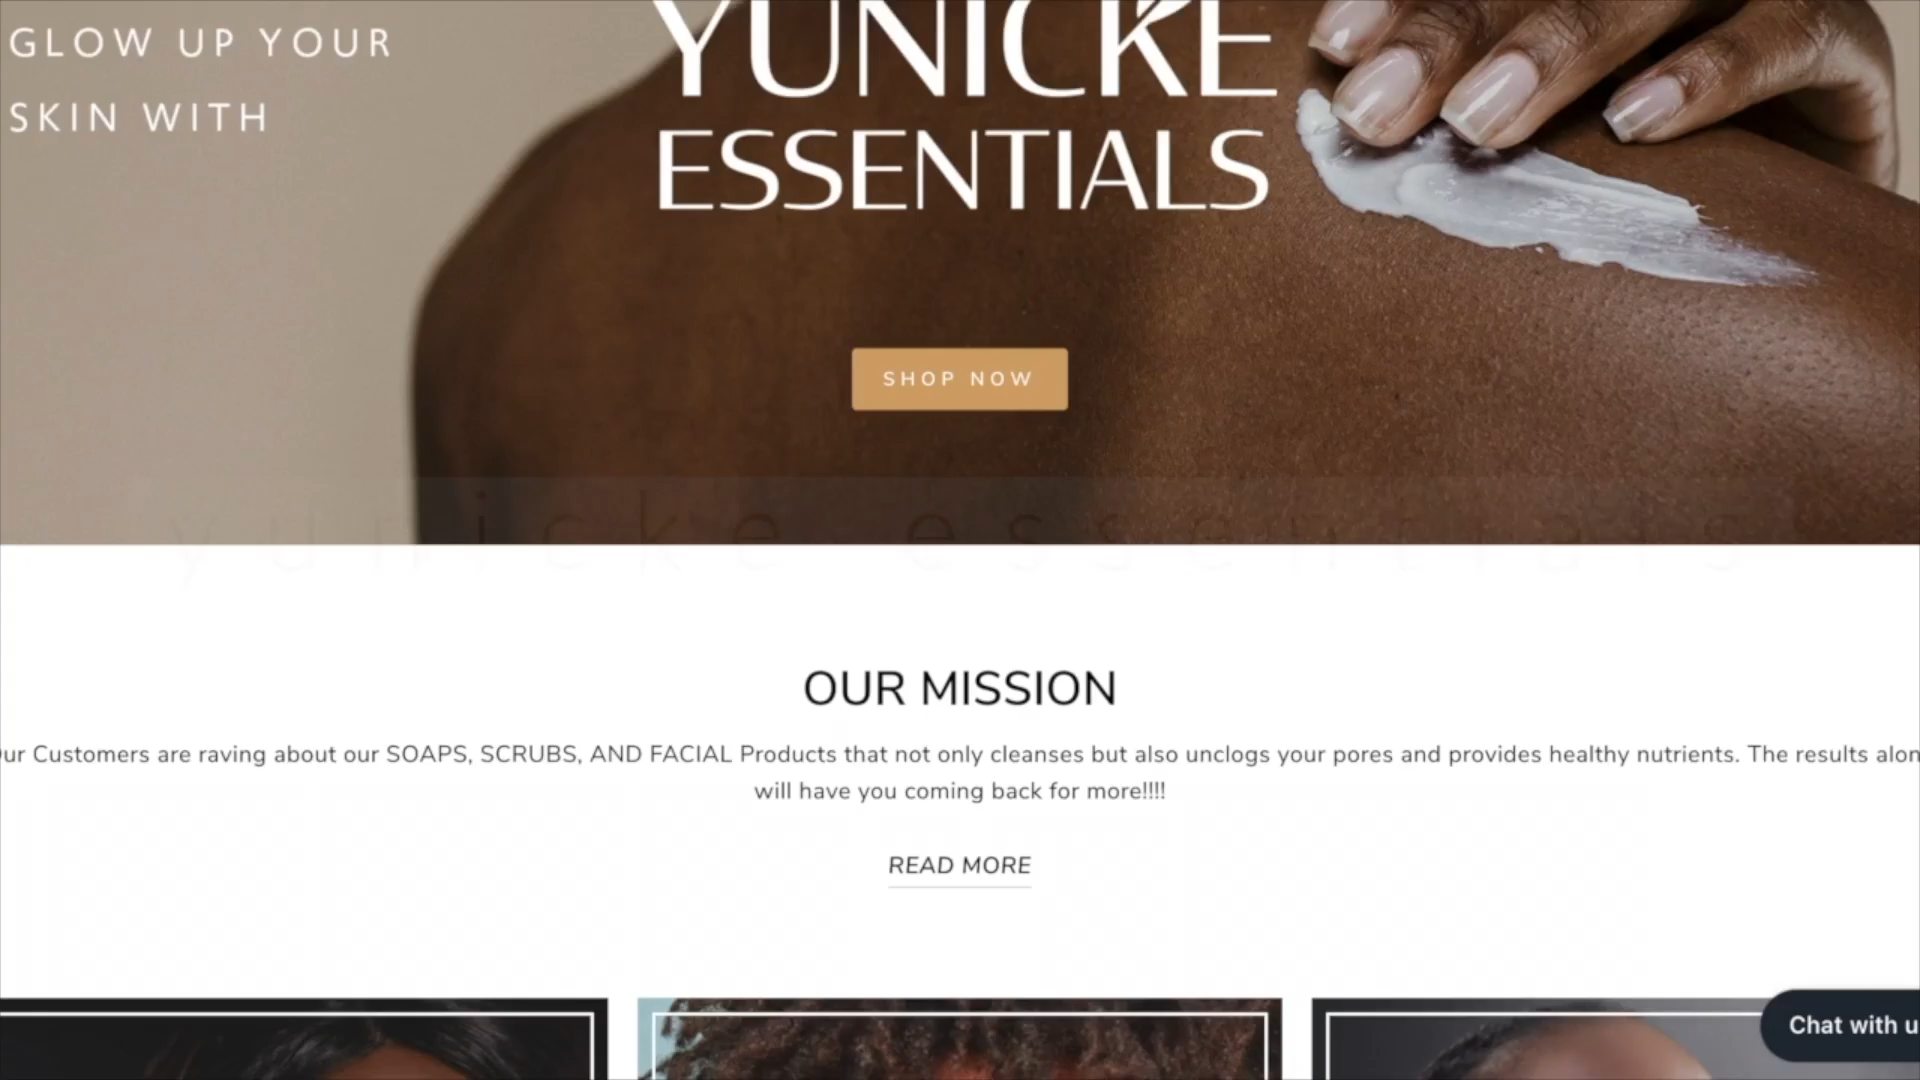 GLOW UP YOUR
SKIN WITH
YUNICKE
ESSENTIALS
SHOP NOW
yunicke essentials
OUR MISSION
ur Customers are raving about our SOAPS, SCRUBS, AND FACIAL Products that not only cleanses but also unclogs your pores and provides healthy nutrients. The results alon
will have you coming back for more!!!!
READ MORE
Chat with u